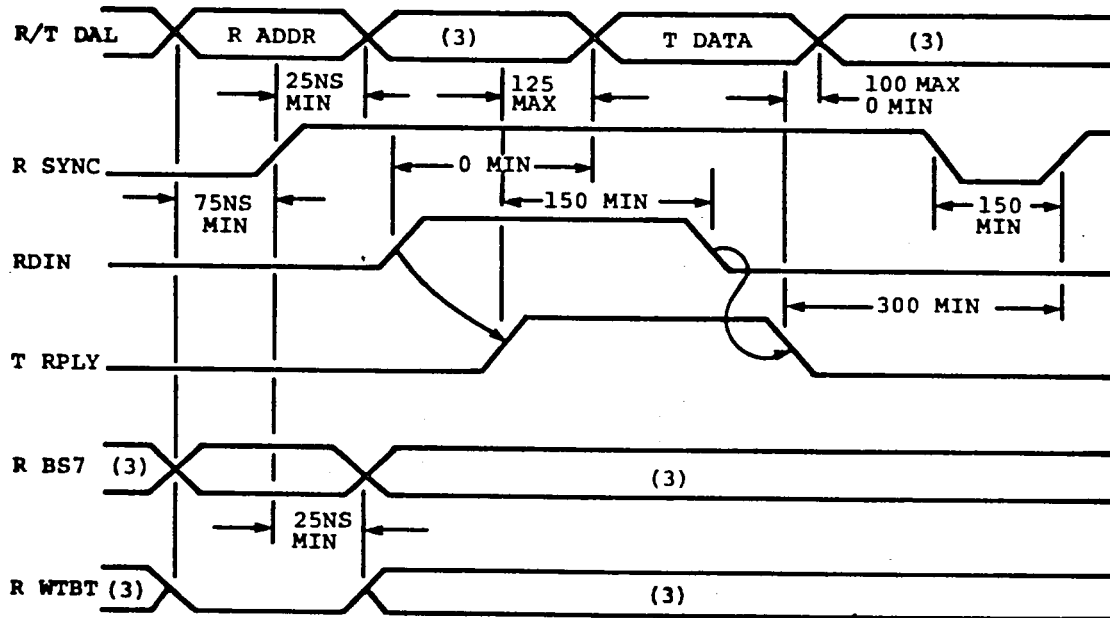 R/T DAL R ADDR (3) T DATA (3)
25NS MIN
125 MAX
100 MAX
0 MIN
R SYNC
0 MIN
75NS MIN
150 MIN
150 MIN
RDIN
300 MIN
T RPLY
R BS7 (3) (3)
25NS MIN
R WTBT (3) (3)